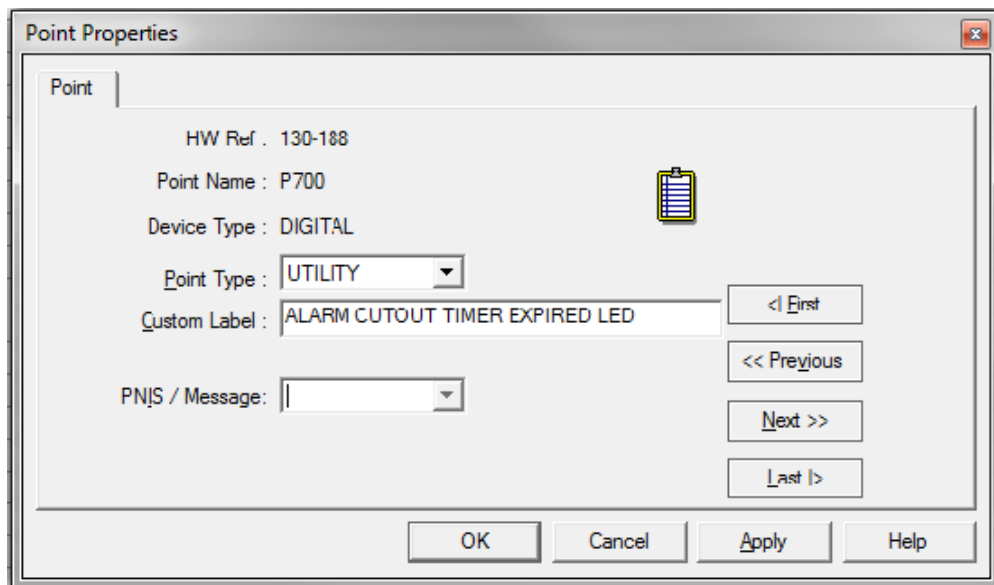 Point Properties
Point
HW Ref . 130-188
Point Name : P700
Device Type : DIGITAL
Point Type : UTILITY
Custom Label : ALARM CUTOUT TIMER EXPIRED LED
<| First
<< Previous
PNIS / Message:
Next >>
Last |>
OK Cancel Apply Help